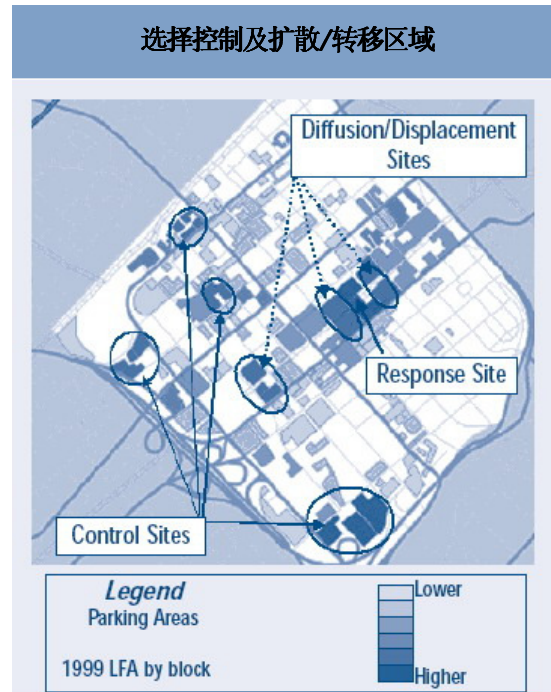 选择控制及扩散/转移区域
Diffusion/Displacement
Sites
Response Site
Control Sites
Legend
Parking Areas
1999 LFA by block
Lower
Higher